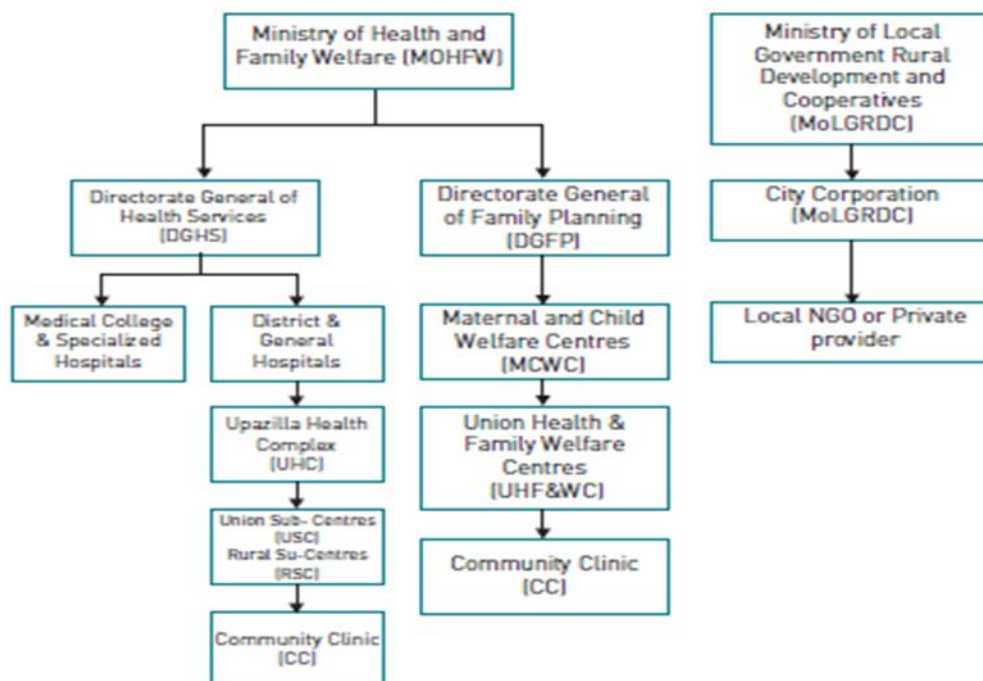 Ministry of Health and
Family Welfare (MOHFW)
Ministry of Local
Government Rural
Development and
Cooperatives
(MoLGRDC)
Directorate General of
Health Services
(DGHS)
Directorate General
of Family Planning
(DGFP)
City Corporation
(MoLGRDC)
Medical College
& Specialized
Hospitals
District &
General
Hospitals
Maternal and Child
Welfare Centres
(MCWC)
Local NGO or Private
provider
Upazilla Health
Complex
(UHC)
Union Health &
Family Welfare
Centres
(UHF&WC)
Union Sub- Centres
(USC)
Rural Su-Centres
(RSC)
Community Clinic
(CC)
Community Clinic
(CC)